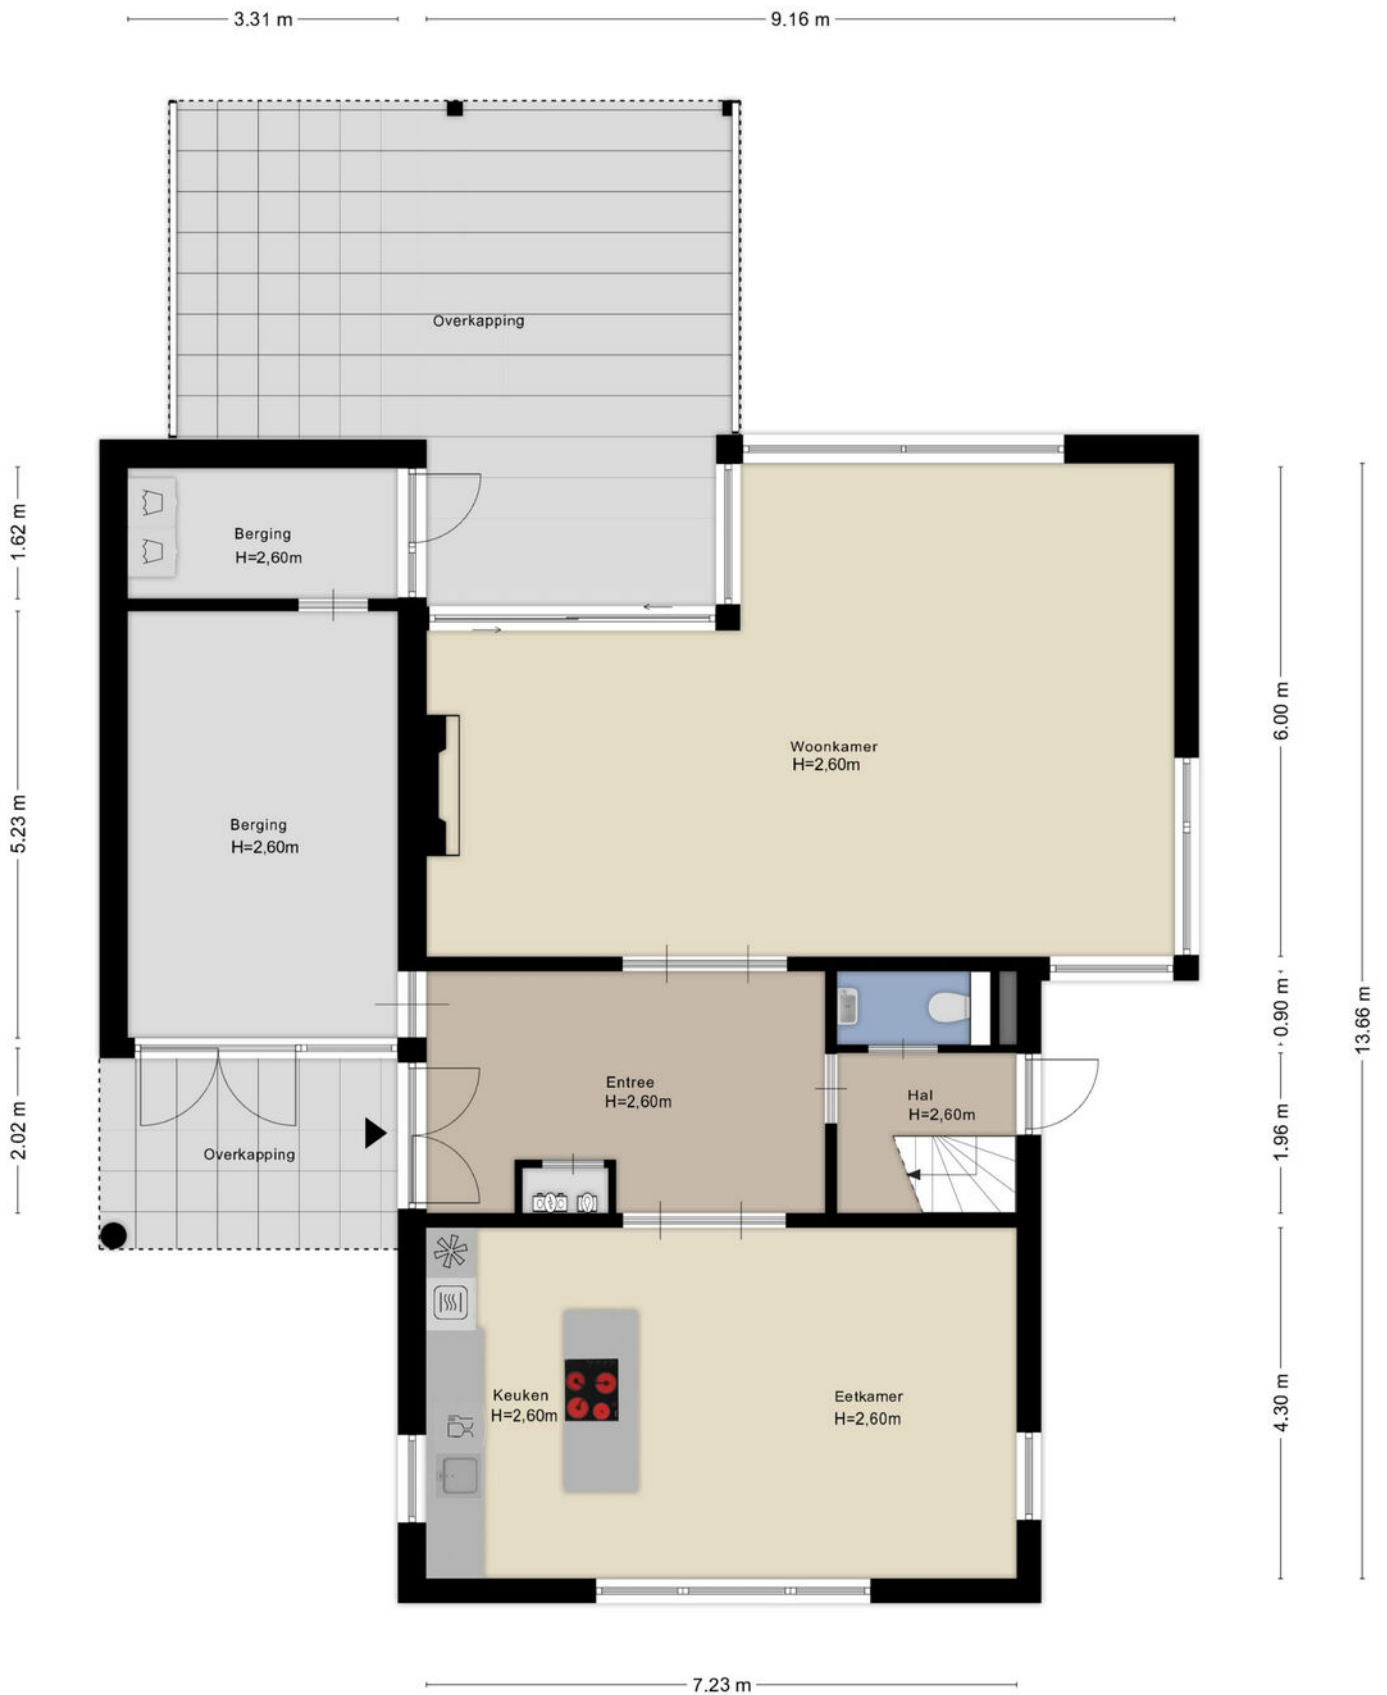 3.31 m
9.16 m
Overkapping
1.62 m
Berging
H=2,60m
6.00 m
Woonkamer
H=2,60m
5.23 m
Berging
H=2,60m
0.90 m
13.66 m
Entree
H=2,60m
Hal
H=2,60m
2.02 m
Overkapping
1.96 m
Keuken
H=2,60m
Eetkamer
H=2,60m
4.30 m
7.23 m